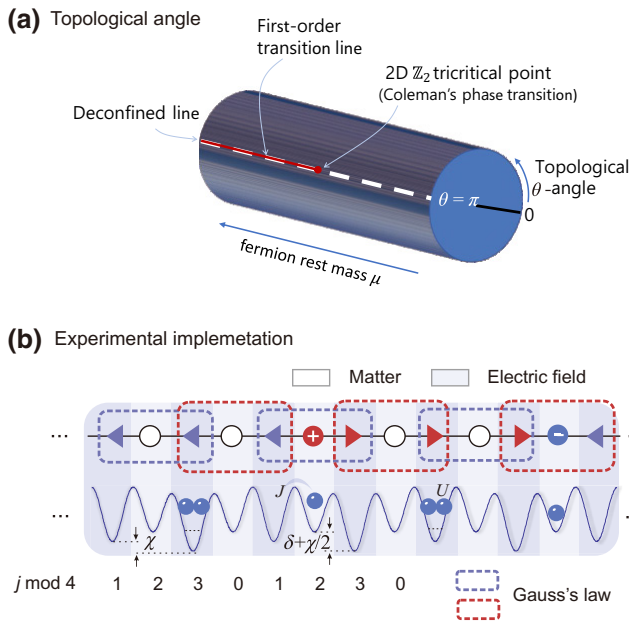 (a) Topological angle
First-order
transition line
2D ℤ₂ tricritical point
(Coleman's phase transition)
Deconfined line
Topological
θ-angle
θ = π
0
fermion rest mass μ
(b) Experimental implemetation
Matter
Electric field
... + − ...
J U
... χ δ+χ/2 ...
j mod 4 1 2 3 0 1 2 3 0
Gauss's law